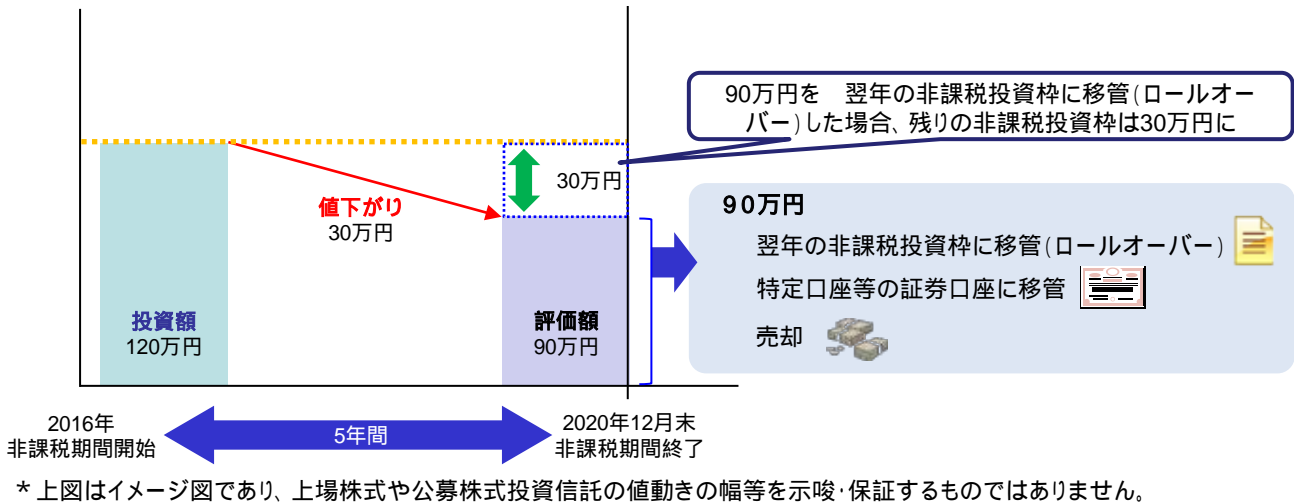 90万円を　翌年の非課税投資枠に移管(ロールオー
バー)した場合、残りの非課税投資枠は30万円に
30万円
値下がり
30万円
90万円
翌年の非課税投資枠に移管(ロールオーバー)
特定口座等の証券口座に移管
売却
投資額
120万円
評価額
90万円
2016年
非課税期間開始
5年間
2020年12月末
非課税期間終了
*上図はイメージ図であり、上場株式や公募株式投資信託の値動きの幅等を示唆・保証するものではありません。